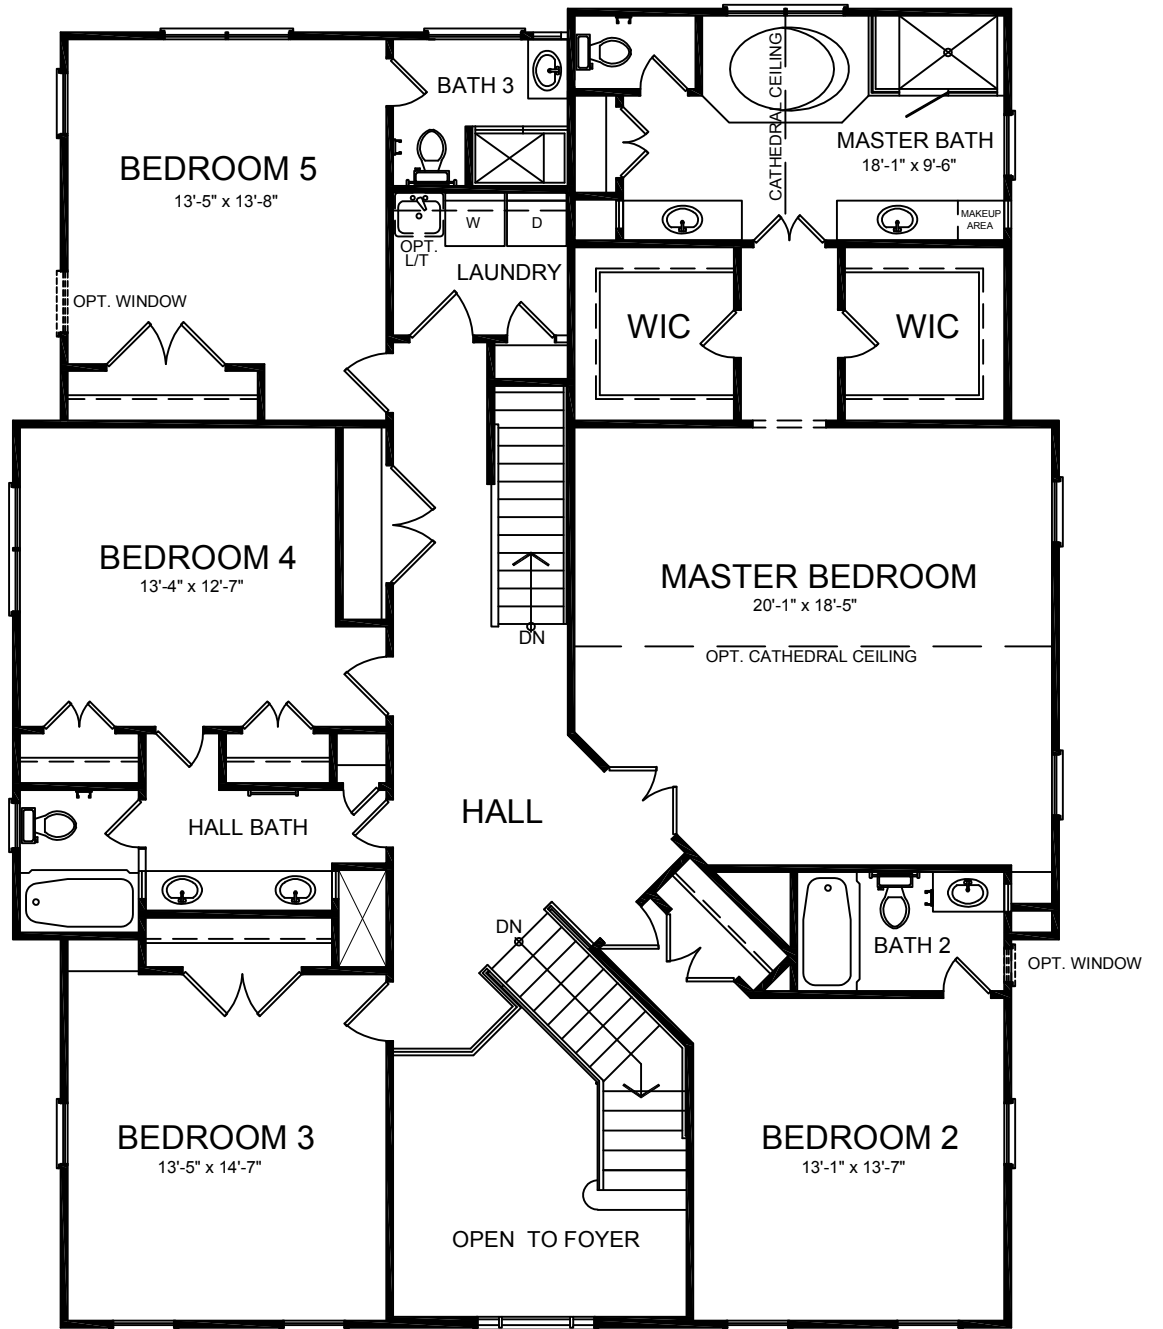 BATH 3
CATHEDRAL CEILING
MASTER BATH
18'-1" x 9'-6"
BEDROOM 5
13'-5" x 13'-8"
W
D
OPT.
L/T
LAUNDRY
MAKEUP
AREA
OPT. WINDOW
WIC
WIC
BEDROOM 4
13'-4" x 12'-7"
MASTER BEDROOM
20'-1" x 18'-5"
DN
OPT. CATHEDRAL CEILING
HALL
HALL BATH
DN
BATH 2
OPT. WINDOW
BEDROOM 3
13'-5" x 14'-7"
BEDROOM 2
13'-1" x 13'-7"
OPEN TO FOYER